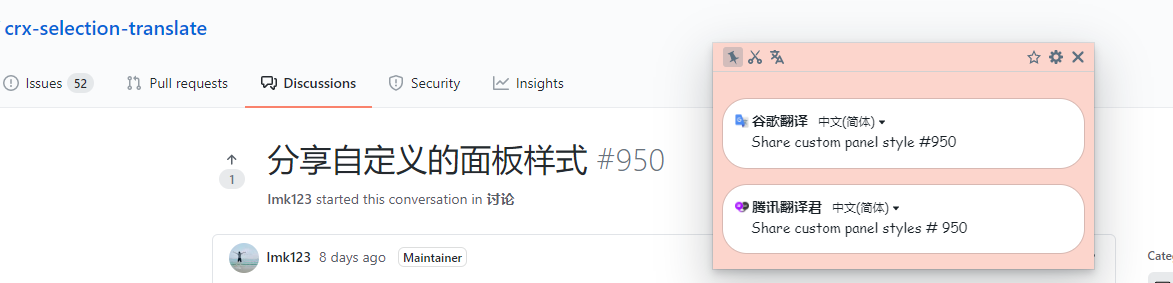 crx-selection-translate
Issues 52 Pull requests Discussions Security Insights
1
分享自定义的面板样式 #950
lmk123 started this conversation in 讨论
lmk123 8 days ago Maintainer
谷歌翻译 中文(简体)
Share custom panel style #950
腾讯翻译君 中文(简体)
Share custom panel styles # 950